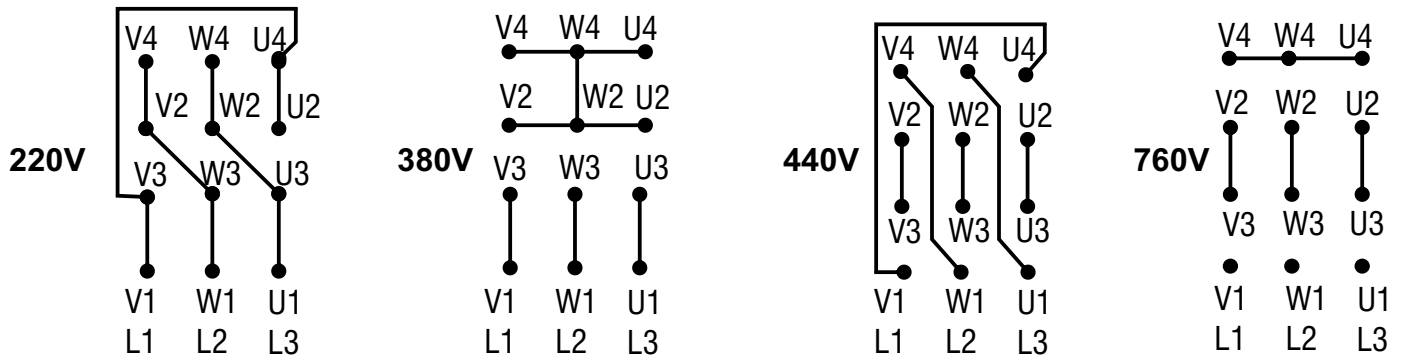 V4 W4 U4
V2 W2 U2
220V
V3 W3 U3
V1 W1 U1
L1 L2 L3
V4 W4 U4
V2 W2 U2
380V
V3 W3 U3
V1 W1 U1
L1 L2 L3
V4 W4 U4
V2 W2 U2
440V
V3 W3 U3
V1 W1 U1
L1 L2 L3
V4 W4 U4
V2 W2 U2
760V
V3 W3 U3
V1 W1 U1
L1 L2 L3